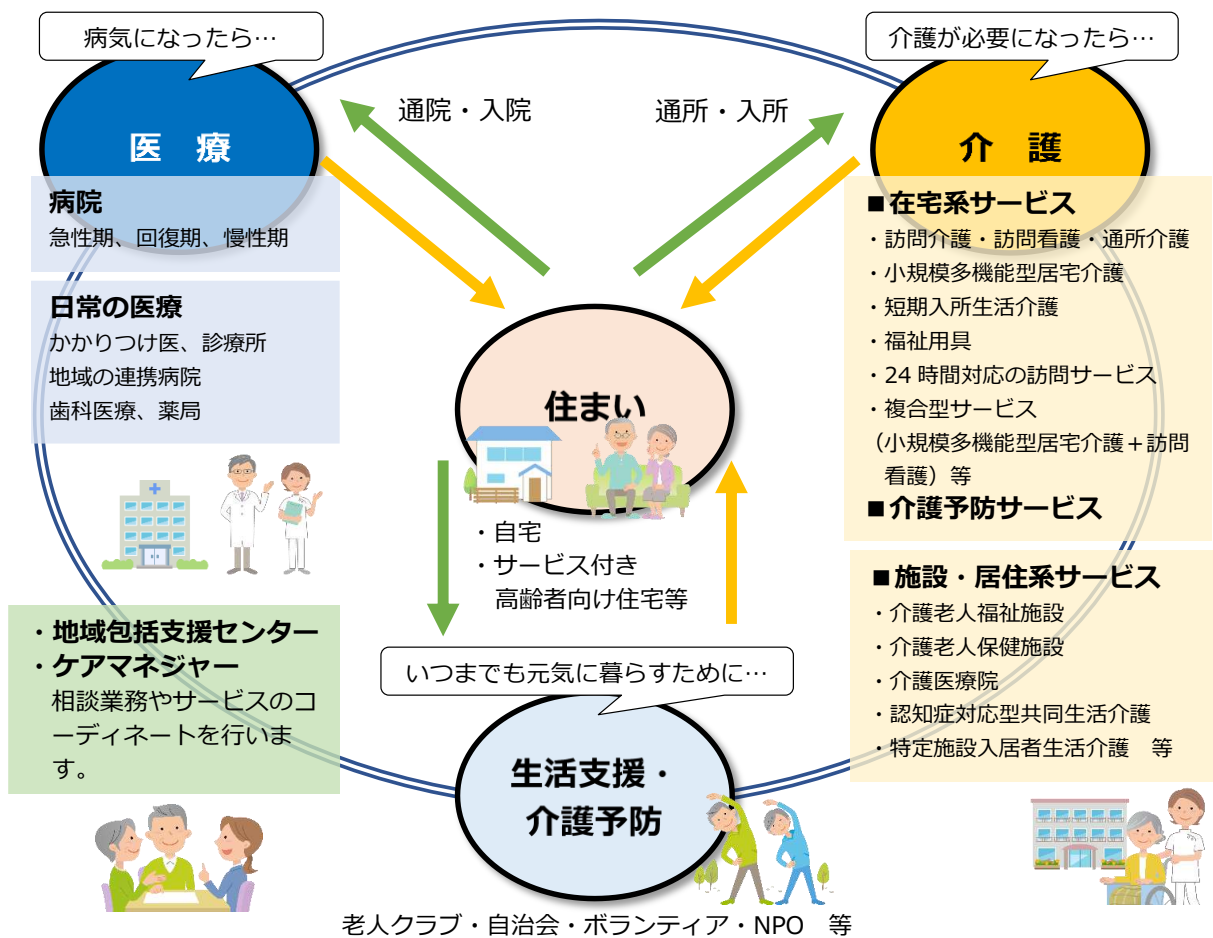 病気になったら…
医　療
病院
急性期、回復期、慢性期
日常の医療
かかりつけ医、診療所
地域の連携病院
歯科医療、薬局
通院・入院
通所・入所
介護が必要になったら…
介　護
■在宅系サービス
・訪問介護・訪問看護・通所介護
・小規模多機能型居宅介護
・短期入所生活介護
・福祉用具
・24 時間対応の訪問サービス
・複合型サービス
（小規模多機能型居宅介護＋訪問
看護）等
■介護予防サービス
■施設・居住系サービス
・介護老人福祉施設
・介護老人保健施設
・介護医療院
・認知症対応型共同生活介護
・特定施設入居者生活介護　等
住まい
・自宅
・サービス付き
高齢者向け住宅等
・地域包括支援センター
・ケアマネジャー
相談業務やサービスのコ
ーディネートを行いま
す。
いつまでも元気に暮らすために…
生活支援・
介護予防
老人クラブ・自治会・ボランティア・NPO　等